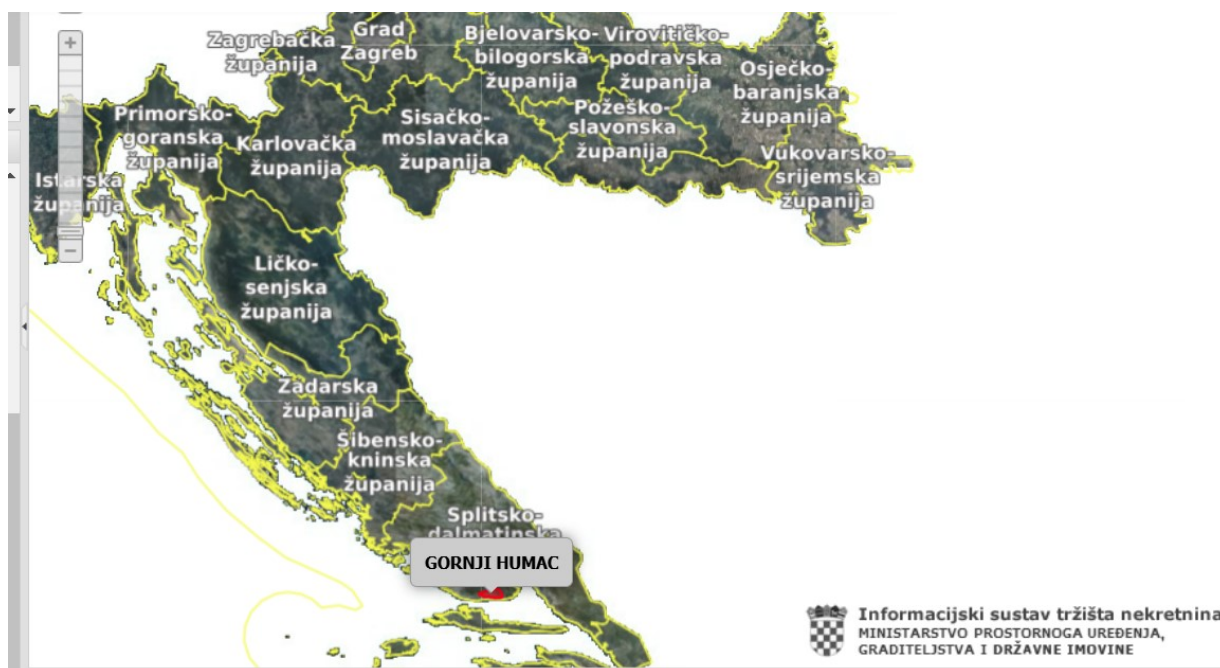 Zagrebačka
županija
Grad
Zagreb
Bjelovarsko-
bilogorska
županija
Virovitičko-
podravska
županija
Osječko-
baranjska
županija
Primorsko-
goranska
županija
Karlovačka
županija
Sisačko-
moslavačka
županija
Požeško-
slavonska
županija
Vukovarsko-
srijemska
županija
Istarska
županija
Ličko-
senjska
županija
Zadarska
županija
Šibensko-
kninska
županija
Splitsko-
dalmatinska
GORNJI HUMAC
Informacijski sustav tržišta nekretnina
MINISTARSTVO PROSTORNOGA UREĐENJA,
GRADITELJSTVA I DRŽAVNE IMOVINE